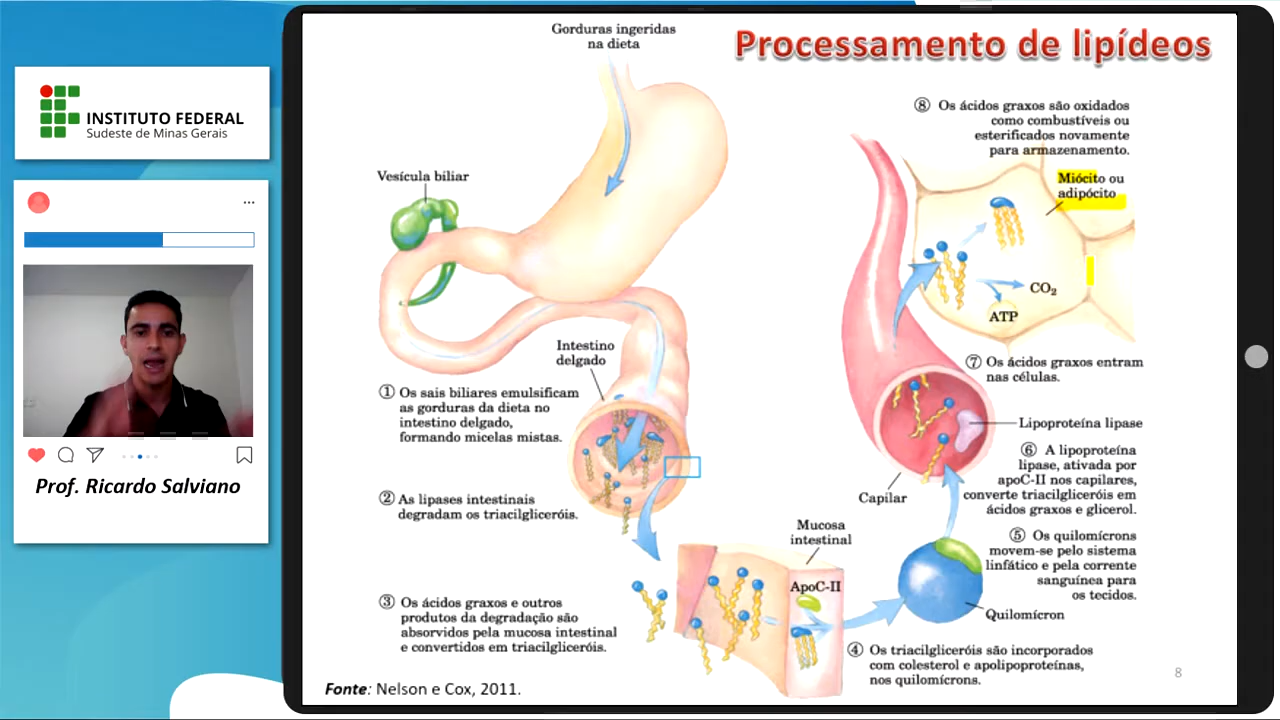 INSTITUTO FEDERAL
Sudeste de Minas Gerais
Prof. Ricardo Salviano
Processamento de lipídeos
Gorduras ingeridas
na dieta
Vesícula biliar
Intestino
delgado
① Os sais biliares emulsificam
as gorduras da dieta no
intestino delgado,
formando micelas mistas.
② As lipases intestinais
degradam os triacilgliceróis.
③ Os ácidos graxos e outros
produtos da degradação são
absorvidos pela mucosa intestinal
e convertidos em triacilgliceróis.
Mucosa
intestinal
ApoC-II
④ Os triacilgliceróis são incorporados
com colesterol e apolipoproteínas,
nos quilomícrons.
Quilomícron
⑤ Os quilomícrons
movem-se pelo sistema
linfático e pela corrente
sanguínea para
os tecidos.
⑥ A lipoproteína
lipase, ativada por
apoC-II nos capilares,
converte triacilgliceróis em
ácidos graxos e glicerol.
Capilar
Lipoproteína lipase
⑦ Os ácidos graxos entram
nas células.
ATP
CO₂
Miócito ou
adipócito
⑧ Os ácidos graxos são oxidados
como combustíveis ou
esterificados novamente
para armazenamento.
Fonte: Nelson e Cox, 2011.
8